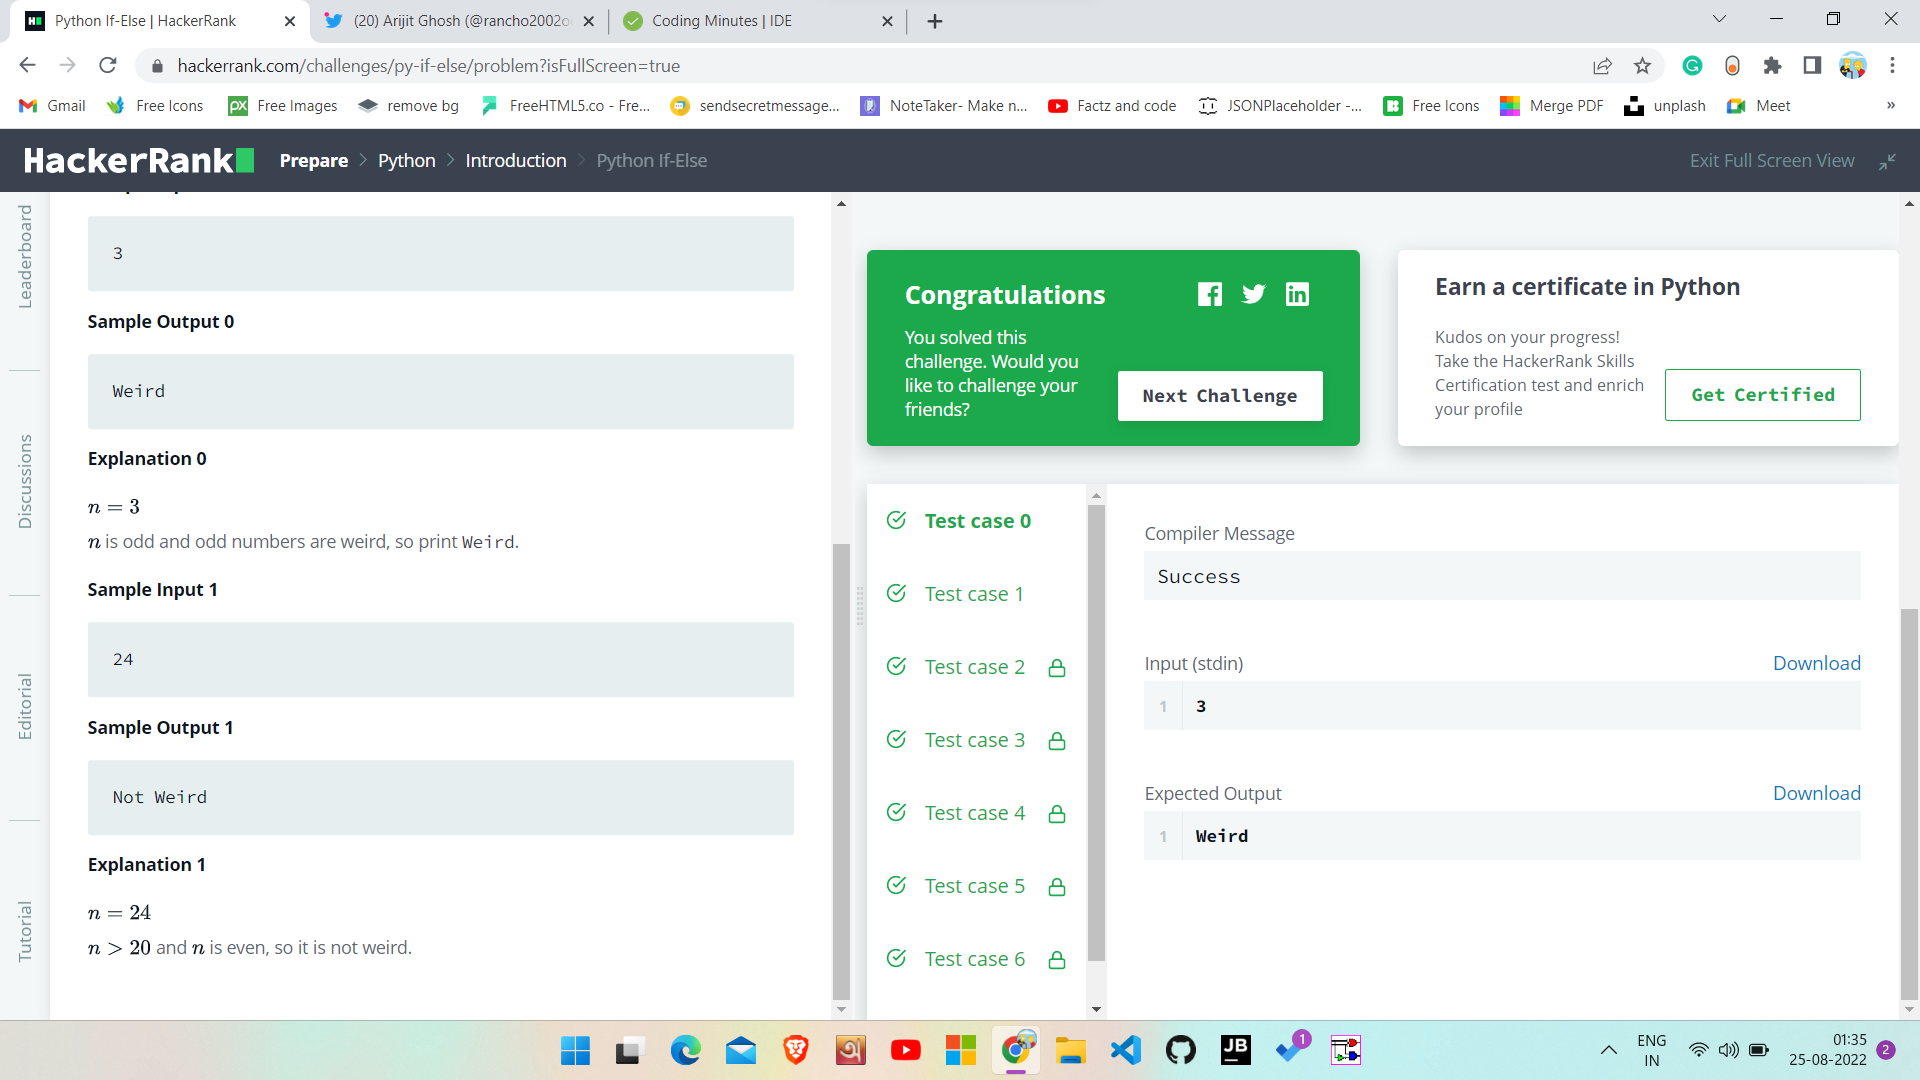 Python If-Else | HackerRank
(20) Arijit Ghosh (@rancho2002o
Coding Minutes | IDE
hackerrank.com/challenges/py-if-else/problem?isFullScreen=true
Gmail
Free Icons
Free Images
remove bg
FreeHTML5.co - Fre...
sendsecretmessage...
NoteTaker- Make n...
Factz and code
JSONPlaceholder -...
Free Icons
Merge PDF
unplash
Meet
»
HackerRank
Prepare
Python
Introduction
Python If-Else
Exit Full Screen View
Leaderboard
Discussions
Editorial
Tutorial
3
Sample Output 0
Weird
Explanation 0
n = 3
n is odd and odd numbers are weird, so print Weird.
Sample Input 1
24
Sample Output 1
Not Weird
Explanation 1
n = 24
n > 20 and n is even, so it is not weird.
Congratulations
You solved this
challenge. Would you
like to challenge your
friends?
Next Challenge
Earn a certificate in Python
Kudos on your progress!
Take the HackerRank Skills
Certification test and enrich
your profile
Get Certified
Test case 0
Test case 1
Test case 2
Test case 3
Test case 4
Test case 5
Test case 6
Compiler Message
Success
Input (stdin)
Download
1 3
Expected Output
Download
1 Weird
JB
1
ENG
IN
01:35
25-08-2022
2